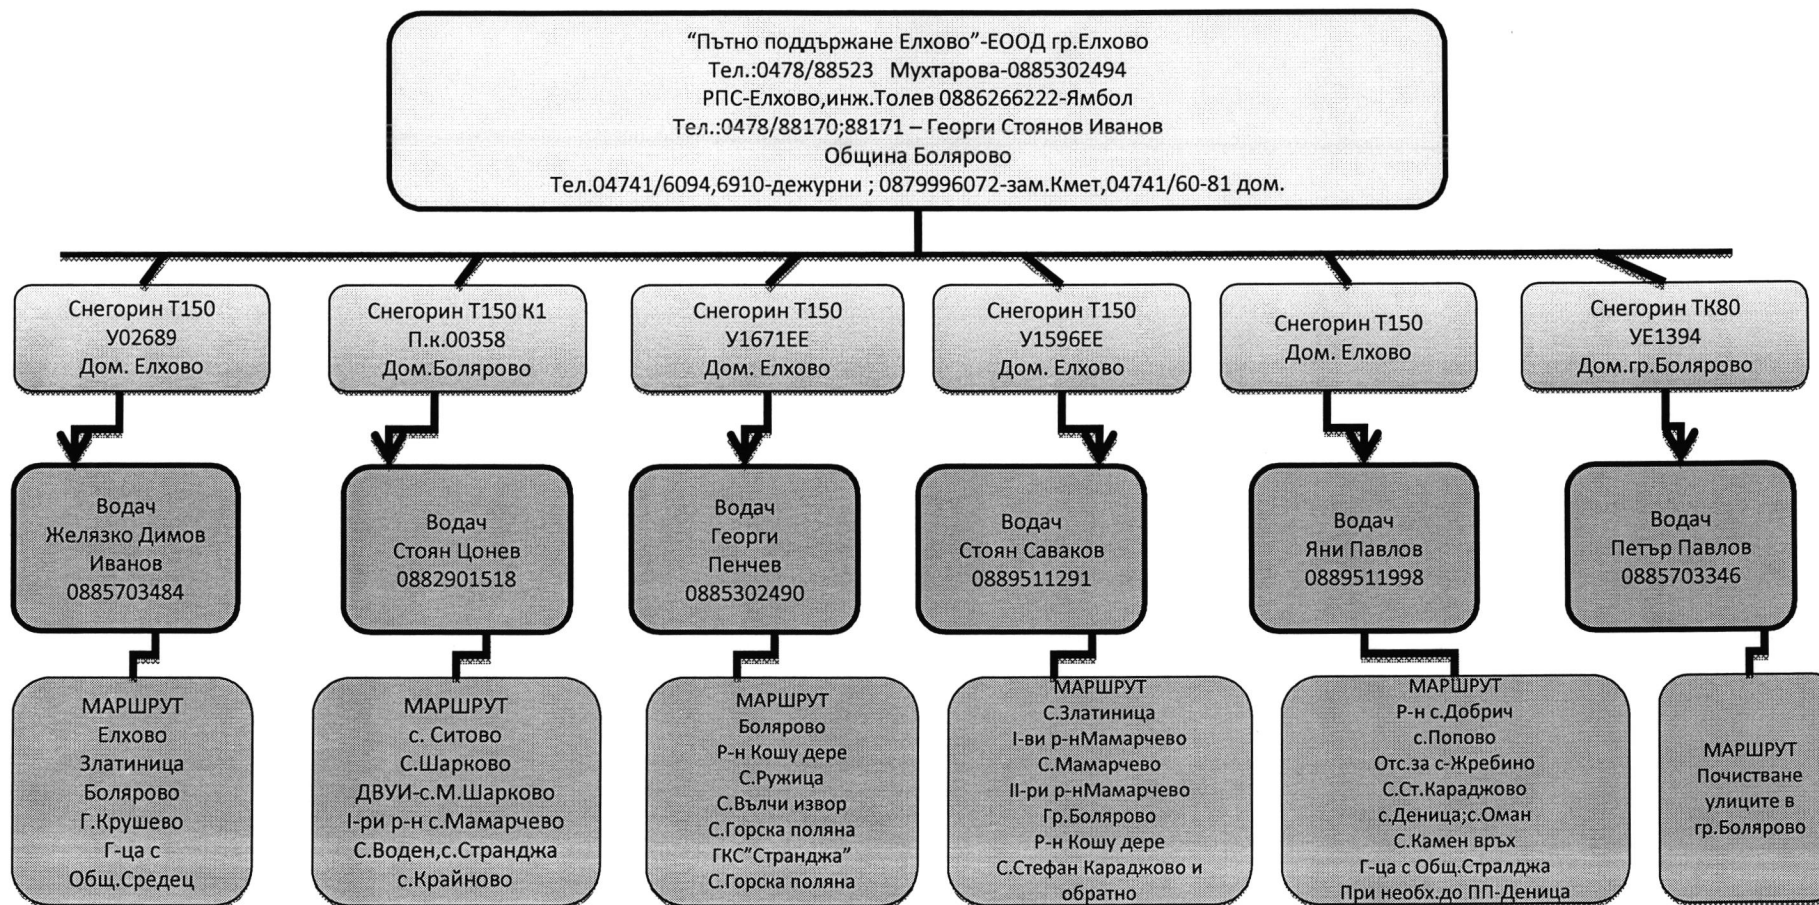 “Пътно поддържане Елхово”-ЕООД гр.Елхово
Тел.:0478/88523 Мухтарова-0885302494
РПС-Елхово,инж.Толев 0886266222-Ямбол
Тел.:0478/88170;88171 – Георги Стоянов Иванов
Община Болярово
Тел.04741/6094,6910-дежурни ; 0879996072-зам.Кмет,04741/60-81 дом.
Снегорин Т150
У02689
Дом. Елхово
Снегорин Т150 К1
П.к.00358
Дом.Болярово
Снегорин Т150
У1671ЕЕ
Дом. Елхово
Снегорин Т150
У1596ЕЕ
Дом. Елхово
Снегорин Т150
Дом. Елхово
Снегорин ТК80
УЕ1394
Дом.гр.Болярово
Водач
Желязко Димов
Иванов
0885703484
Водач
Стоян Цонев
0882901518
Водач
Георги
Пенчев
0885302490
Водач
Стоян Саваков
0889511291
Водач
Яни Павлов
0889511998
Водач
Петър Павлов
0885703346
МАРШРУТ
Елхово
Златиница
Болярово
Г.Крушево
Г-ца с
Общ.Средец
МАРШРУТ
с. Ситово
С.Шарково
ДВУИ-с.М.Шарково
I-ри р-н с.Мамарчево
С.Воден,с.Странджа
с.Крайново
МАРШРУТ
Болярово
Р-н Кошу дере
С.Ружица
С.Вълчи извор
С.Горска поляна
ГКС”Странджа”
С.Горска поляна
МАРШРУТ
С.Златиница
I-ви р-нМамарчево
С.Мамарчево
II-ри р-нМамарчево
Гр.Болярово
Р-н Кошу дере
С.Стефан Караджово и
обратно
МАРШРУТ
Р-н с.Добрич
с.Попово
Отс.за с-Жребино
С.Ст.Караджово
с.Деница;с.Оман
С.Камен връх
Г-ца с Общ.Стралджа
При необх.до ПП-Деница
МАРШРУТ
Почистване
улиците в
гр.Болярово